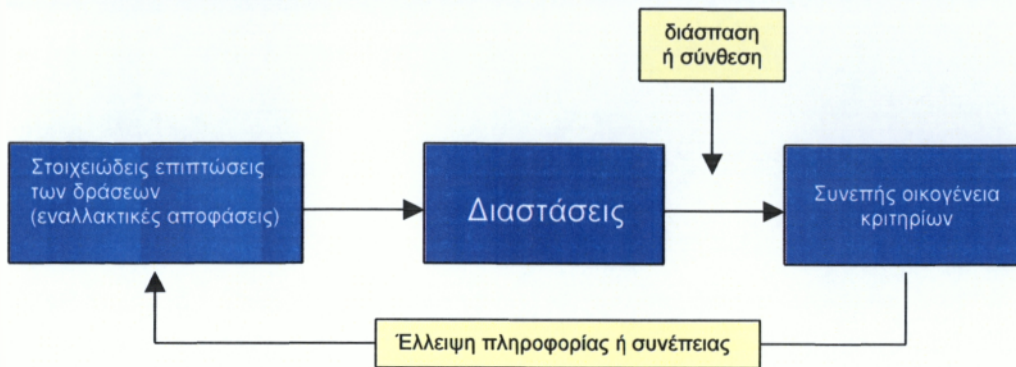 διάσπαση
ή σύνθεση
Στοιχειώδεις επιπτώσεις
των δράσεων
(εναλλακτικές αποφάσεις)
Διαστάσεις
Συνεπής οικογένεια
κριτηρίων
Έλλειψη πληροφορίας ή συνέπειας